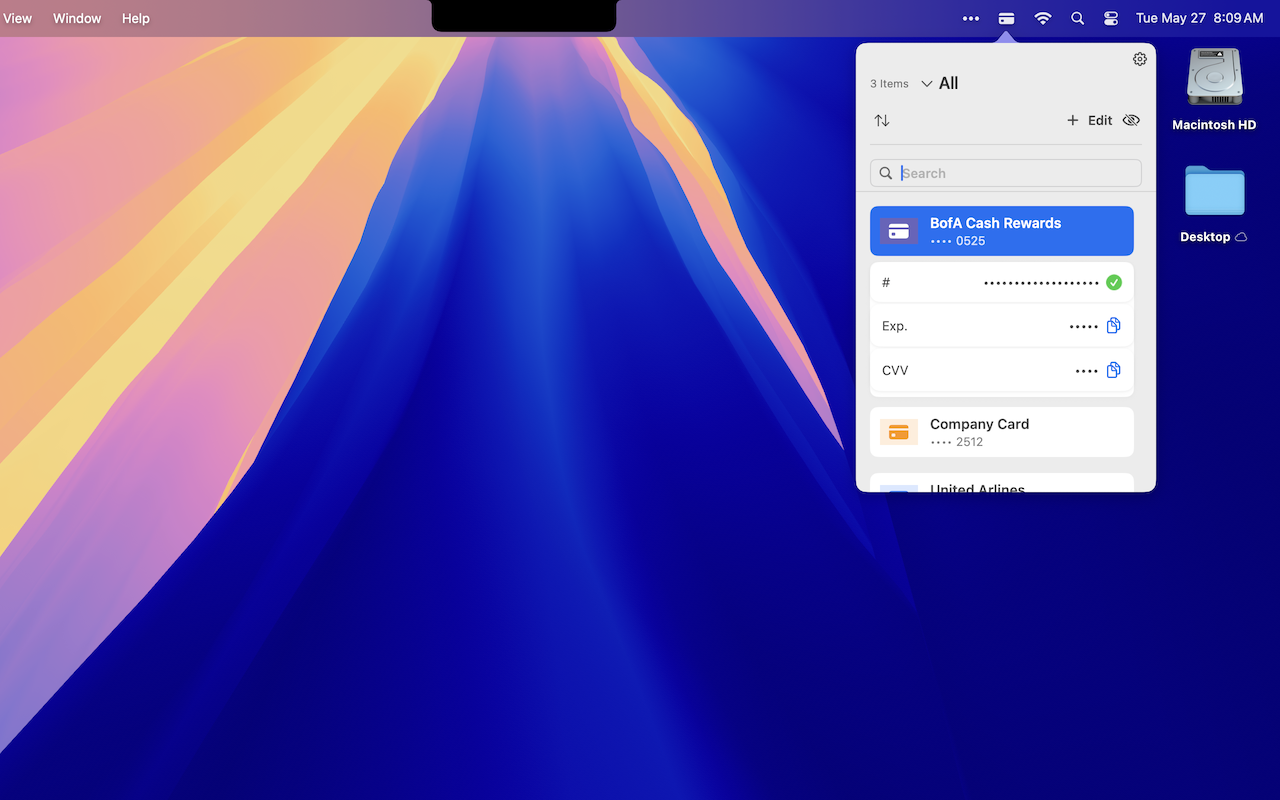 View Window Help
••• Tue May 27 8:09 AM
3 Items All
+ Edit
Search
BofA Cash Rewards
•••• 0525
# •••••••••••••••••••
Exp. •••••
CVV ••••
Company Card
•••• 2512
United Arlines
Macintosh HD
Desktop